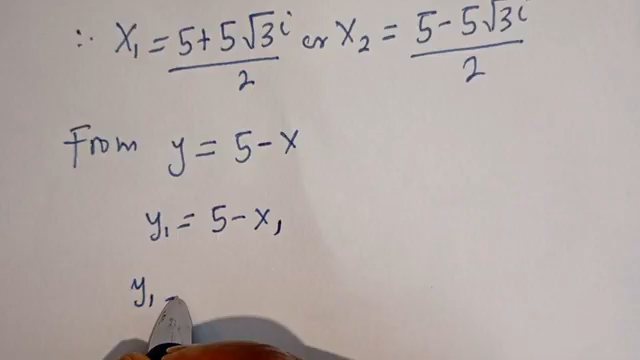 ∴ X₁ = 5+5√3i/2 or X₂ = 5-5√3i/2
From y = 5-x
y₁ = 5-x₁
y₁ =